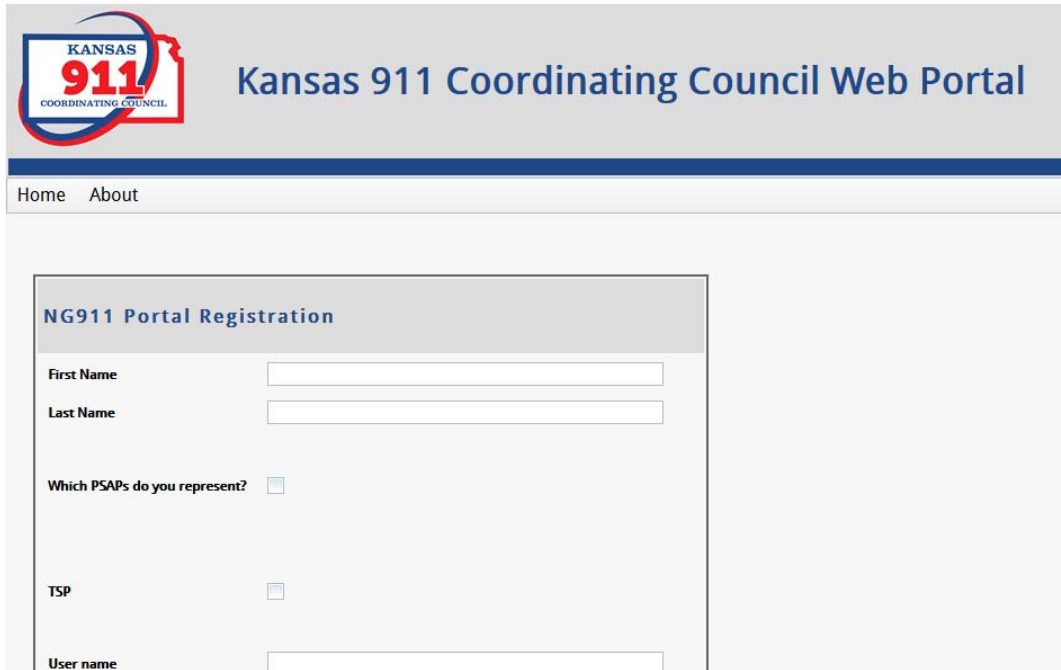 KANSAS
911
COORDINATING COUNCIL
Kansas 911 Coordinating Council Web Portal
Home About
NG911 Portal Registration
First Name
Last Name
Which PSAPs do you represent?
TSP
User name